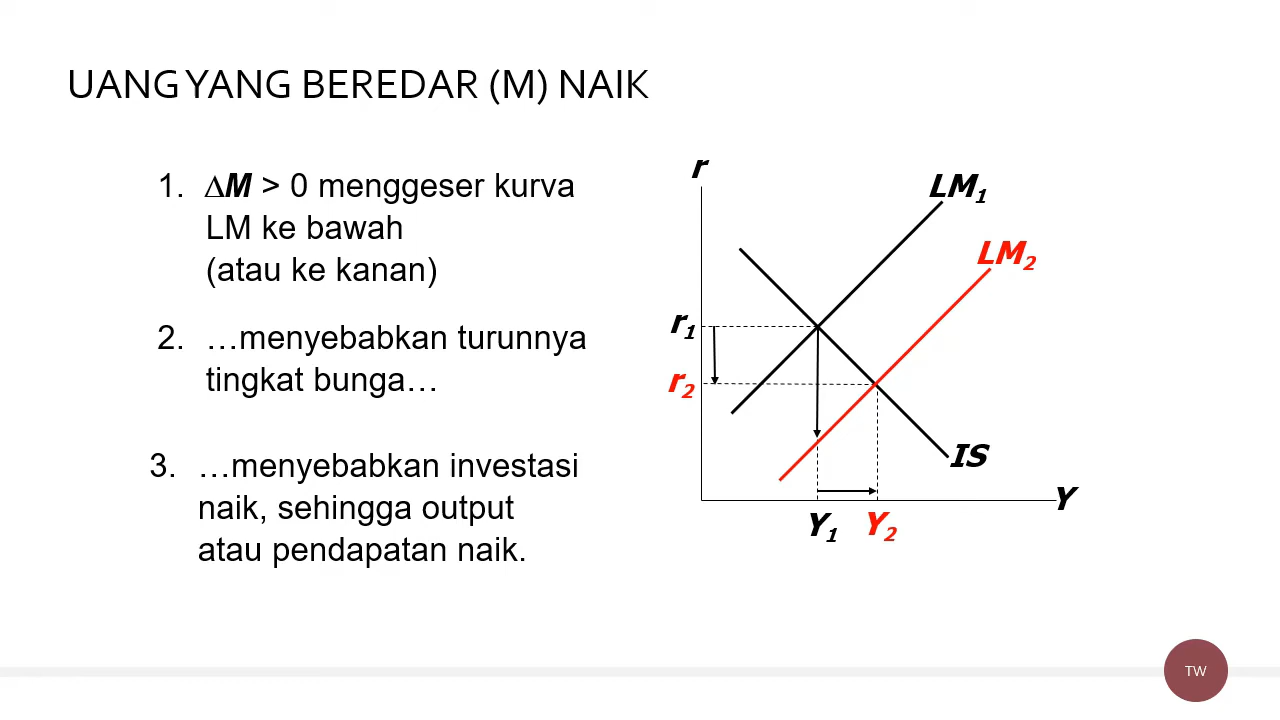 UANG YANG BEREDAR (M) NAIK
1. ∆M > 0 menggeser kurva
LM ke bawah
(atau ke kanan)
2. …menyebabkan turunnya
tingkat bunga…
3. …menyebabkan investasi
naik, sehingga output
atau pendapatan naik.
r
LM1
LM2
r1
r2
IS
Y
Y1
Y2
TW